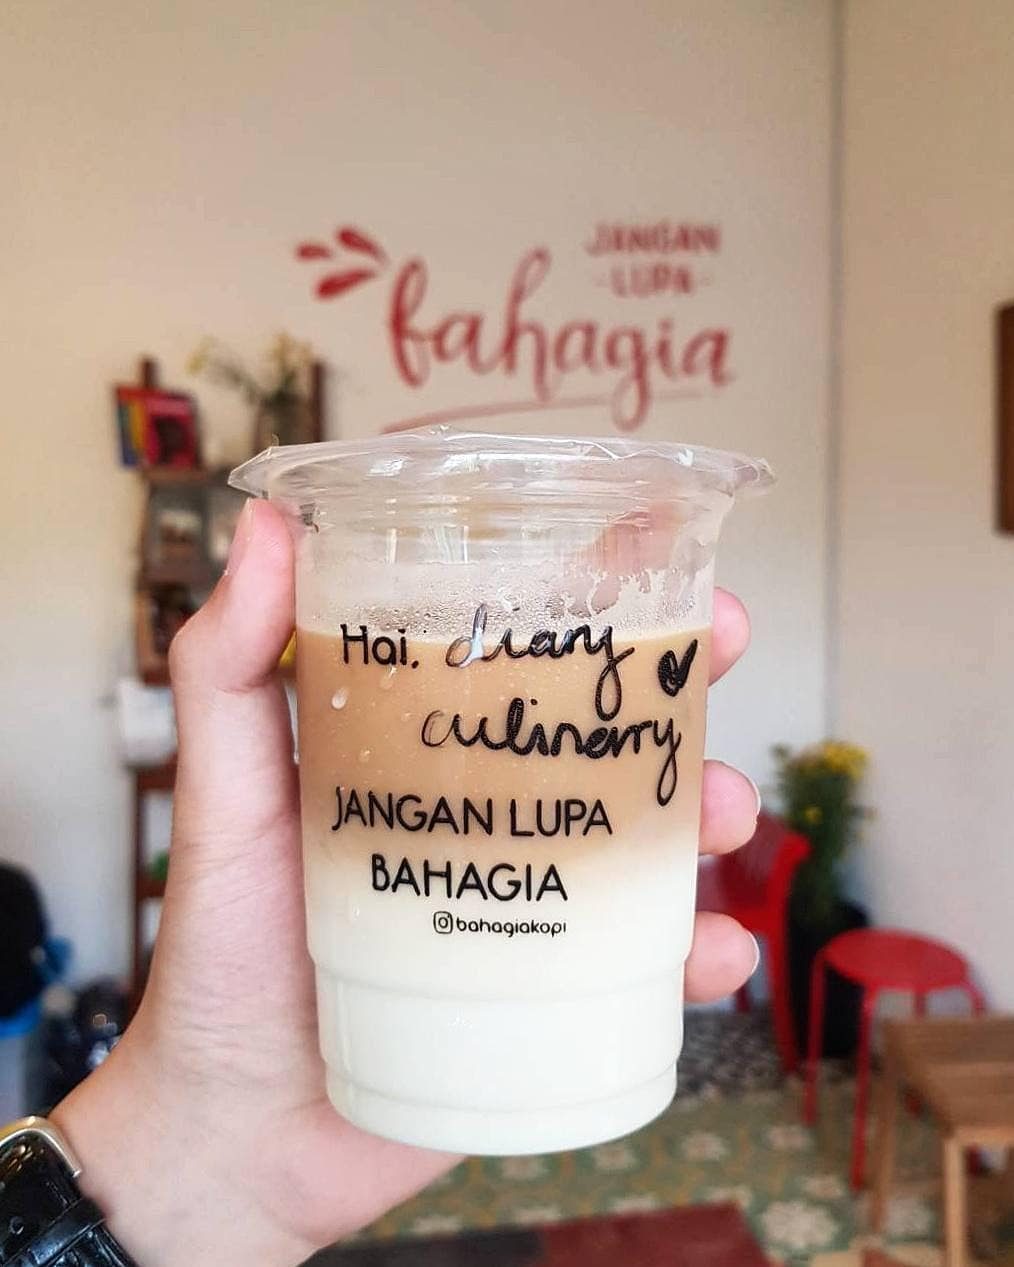 JANGAN
-LUPA-
bahagia
Hai, diary
culinerry
JANGAN LUPA
BAHAGIA
bahagiakopi